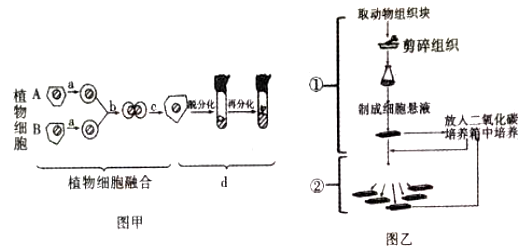 取动物组织块
剪碎组织
①
制成细胞悬液
放入二氧化碳
培养箱中培养
②
图乙
植物细胞
A a
B a
b c 脱分化 再分化
植物细胞融合 d
图甲